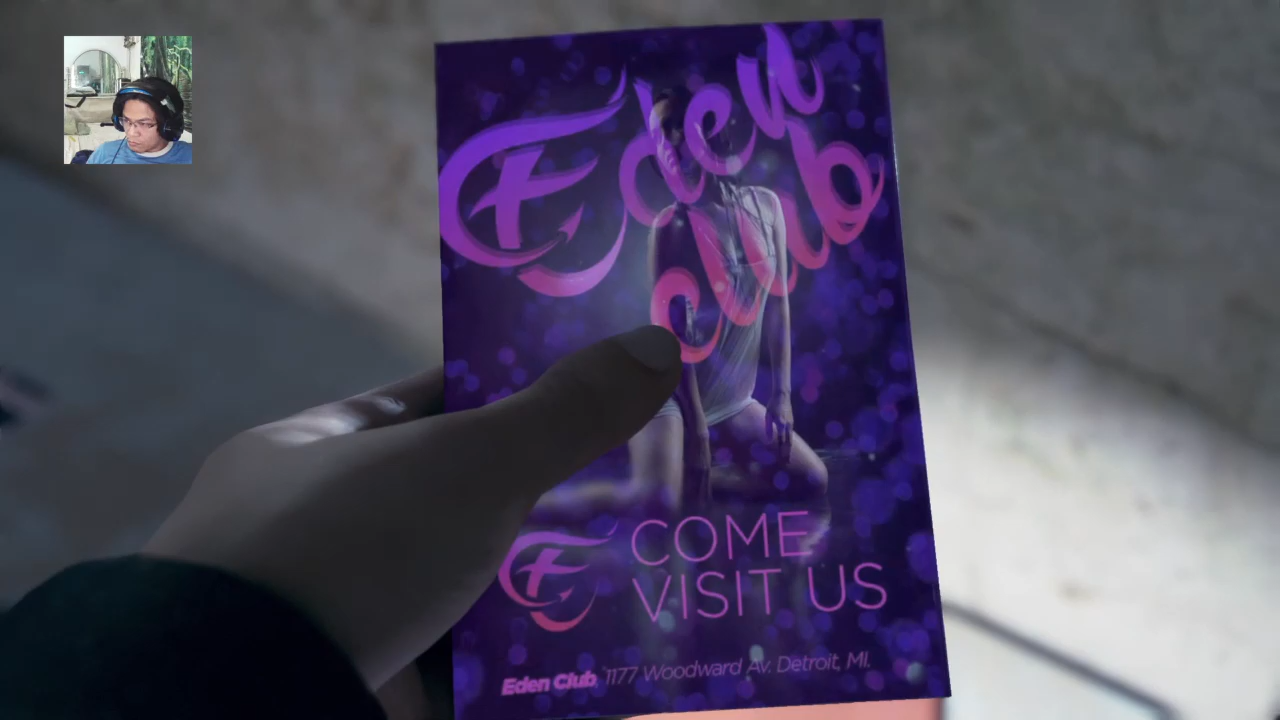 Eden
club
COME
VISIT US
Eden Club 1177 Woodward Av. Detroit, MI.